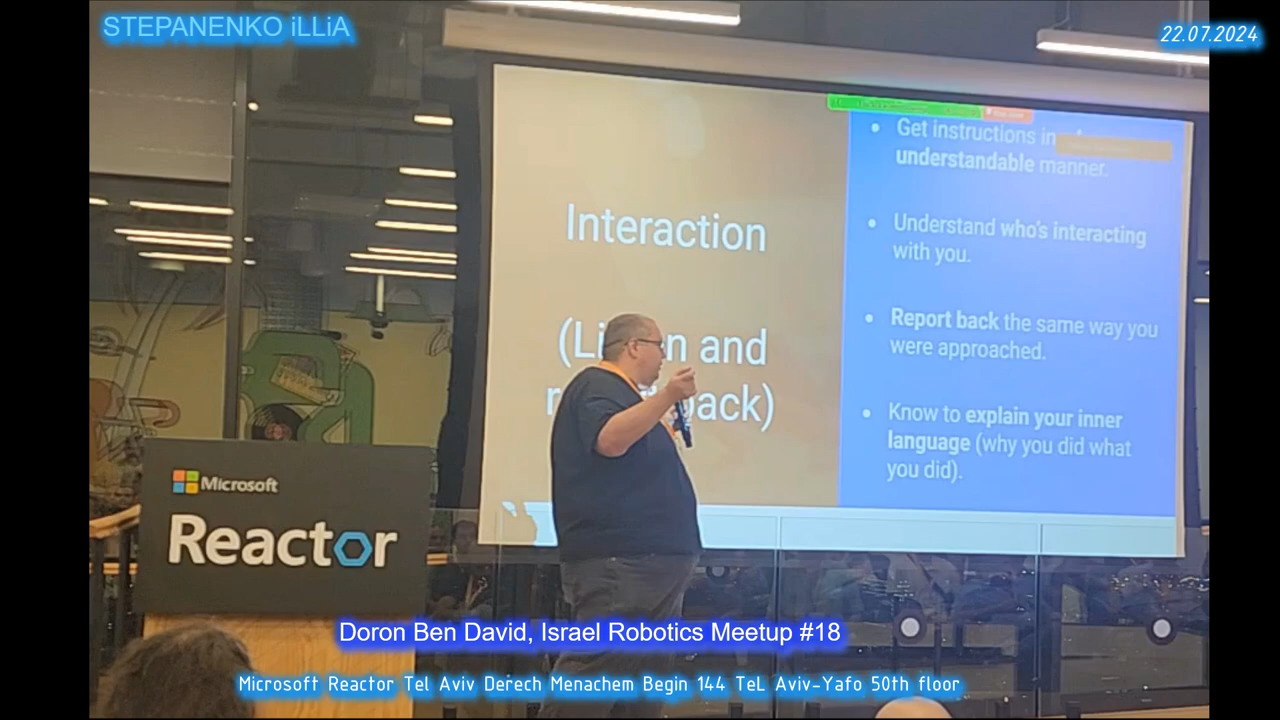 STEPANENKO iLLiA
22.07.2024
Interaction
and
back)
Get instructions in
understandable manner.
Understand who's interacting
with you.
Report back the same way you
were approached.
Know to explain your inner
language (why you did what
you did).
Microsoft
Reactor
Doron Ben David, Israel Robotics Meetup #18
Microsoft Reactor Tel Aviv Derech Menachem Begin 144 TeL Aviv-Yafo 50th floor